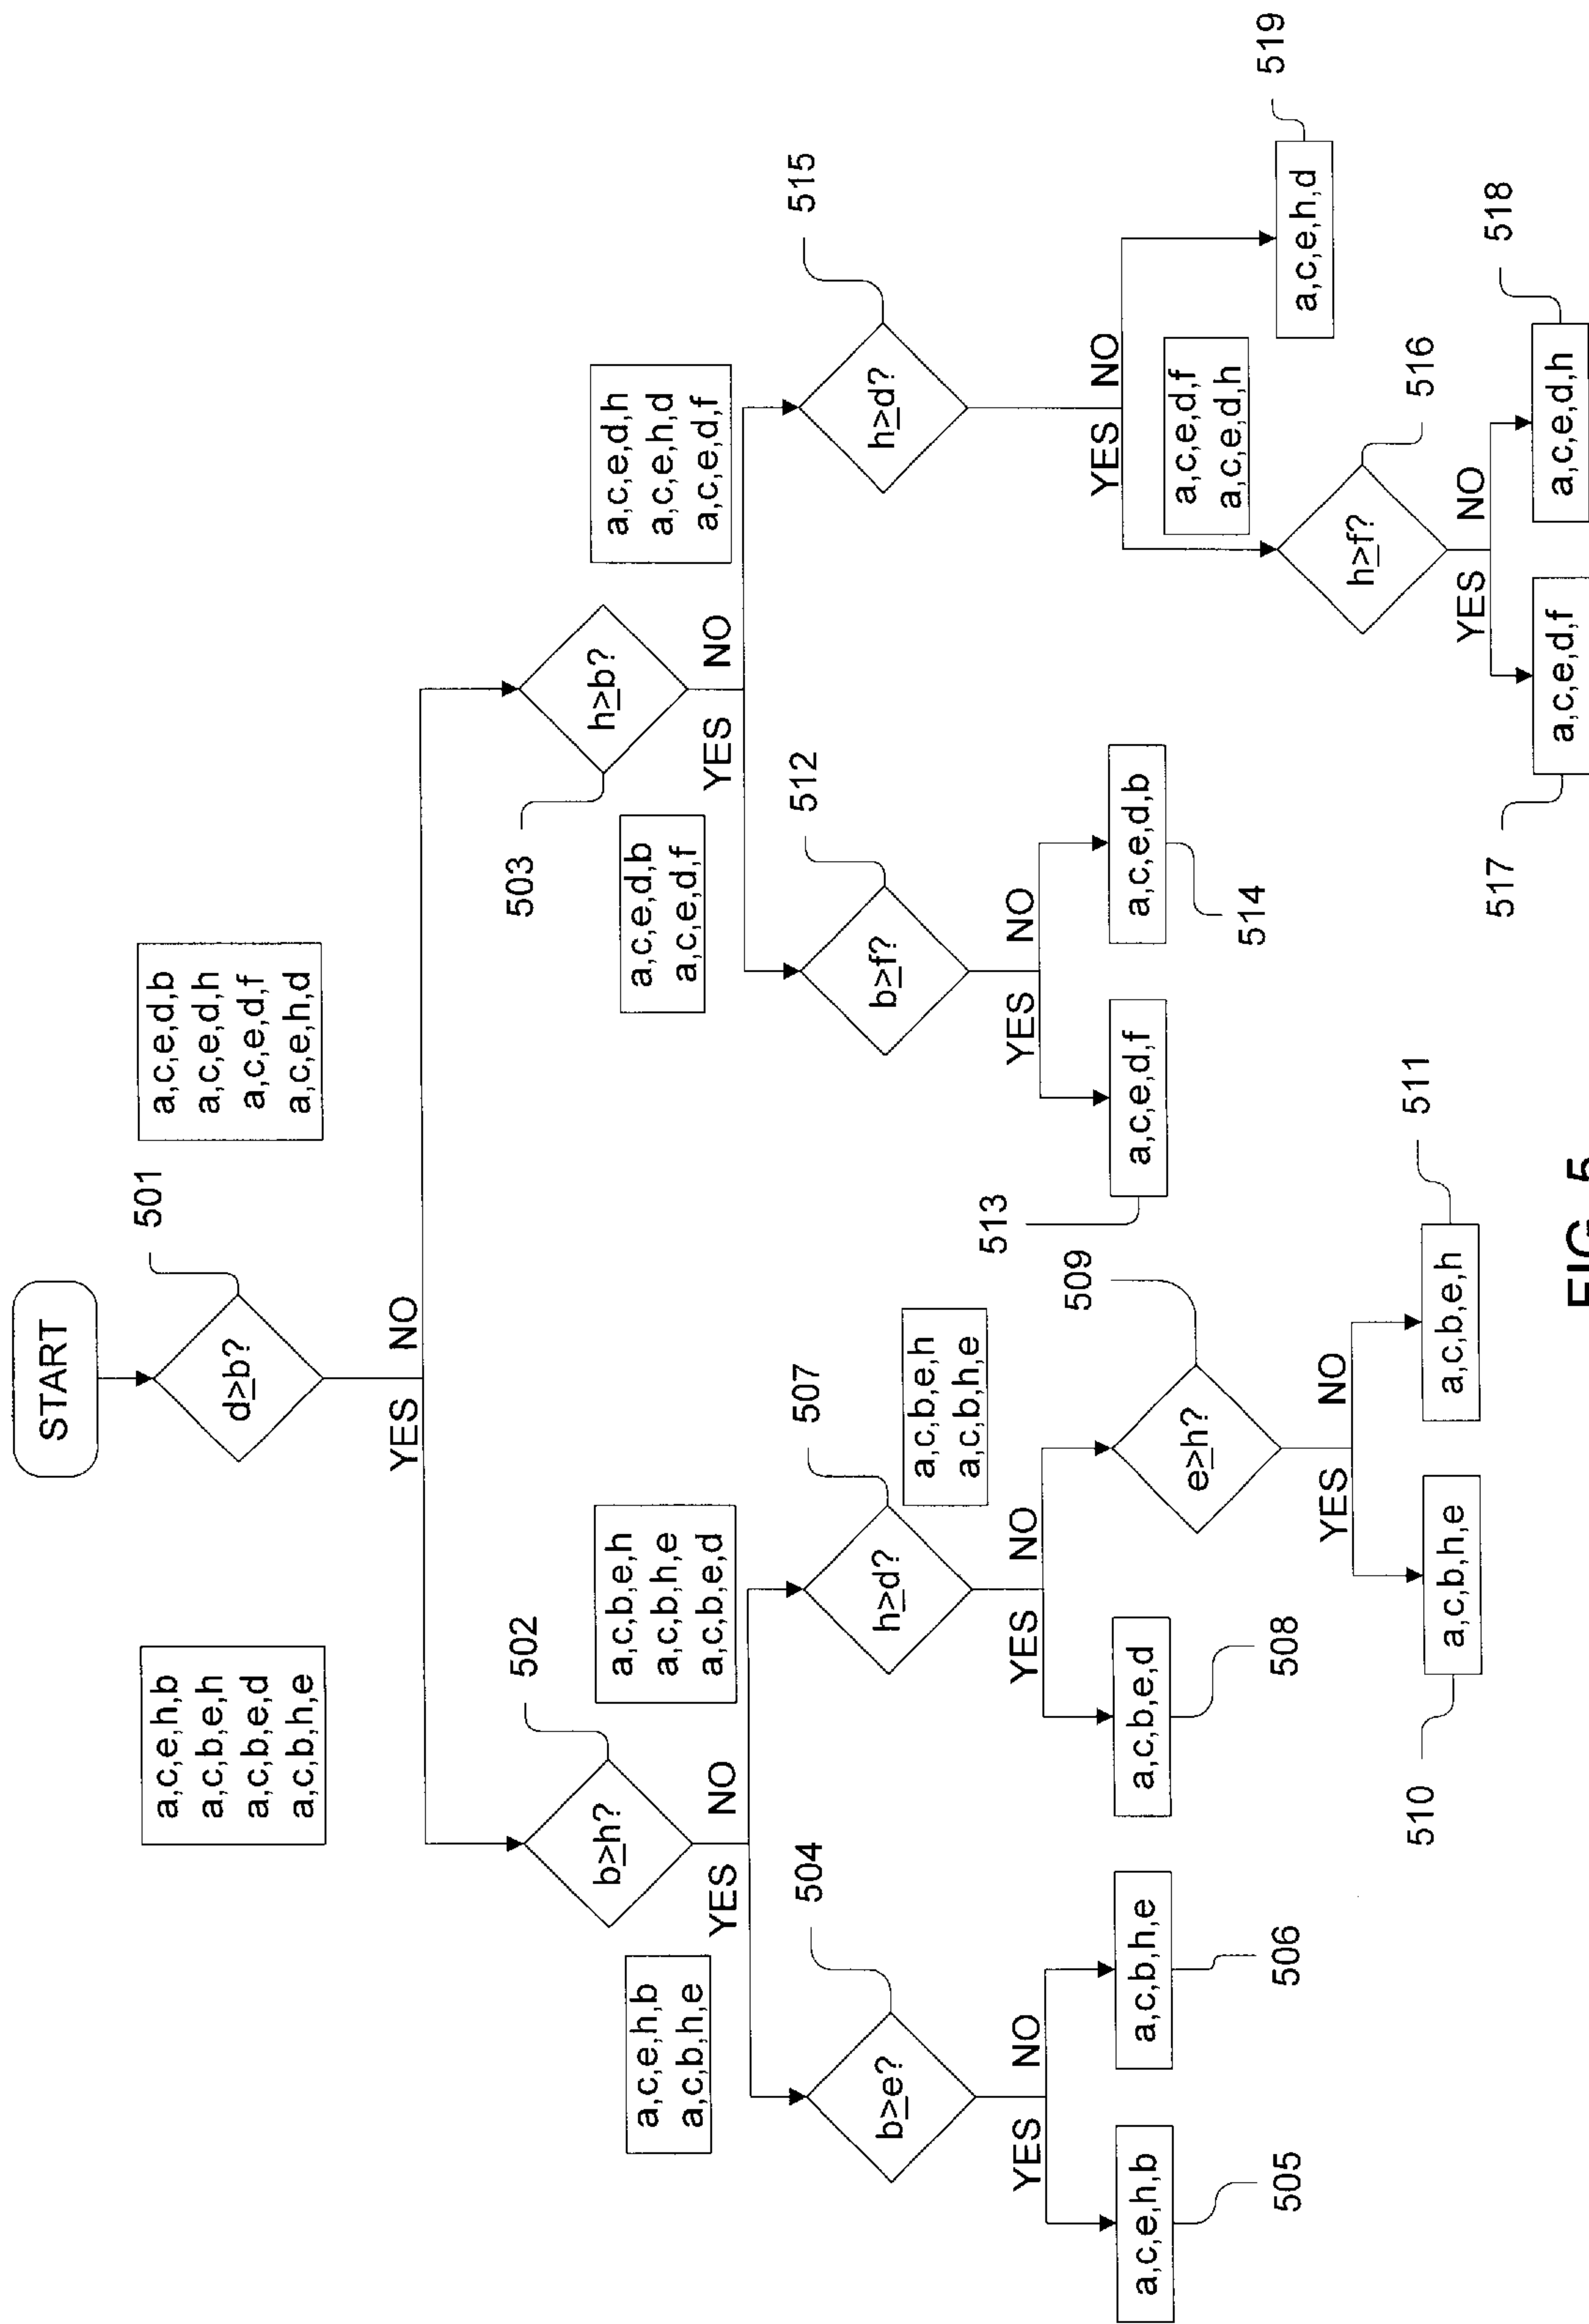 START
d≥b?
501
YES
NO
a,c,e,h,b
a,c,b,e,h
a,c,b,e,d
a,c,b,h,e
a,c,e,d,b
a,c,e,d,h
a,c,e,d,f
a,c,e,h,d
b≥h?
502
YES
NO
a,c,e,h,b
a,c,b,h,e
a,c,b,e,h
a,c,b,h,e
a,c,b,e,d
h≥b?
503
YES
NO
a,c,e,d,b
a,c,e,d,f
a,c,e,d,h
a,c,e,h,d
a,c,e,d,f
b≥e?
504
YES
NO
a,c,e,h,b
505
a,c,b,h,e
506
h≥d?
507
YES
NO
a,c,b,e,h
a,c,b,h,e
a,c,b,e,d
508
e≥h?
509
YES
NO
a,c,b,h,e
510
a,c,b,e,h
511
b≥f?
512
YES
NO
a,c,e,d,f
513
a,c,e,d,b
514
h≥d?
515
YES
NO
a,c,e,d,f
a,c,e,d,h
a,c,e,h,d
519
h≥f?
516
YES
NO
a,c,e,d,f
517
a,c,e,d,h
518
FIG. 5